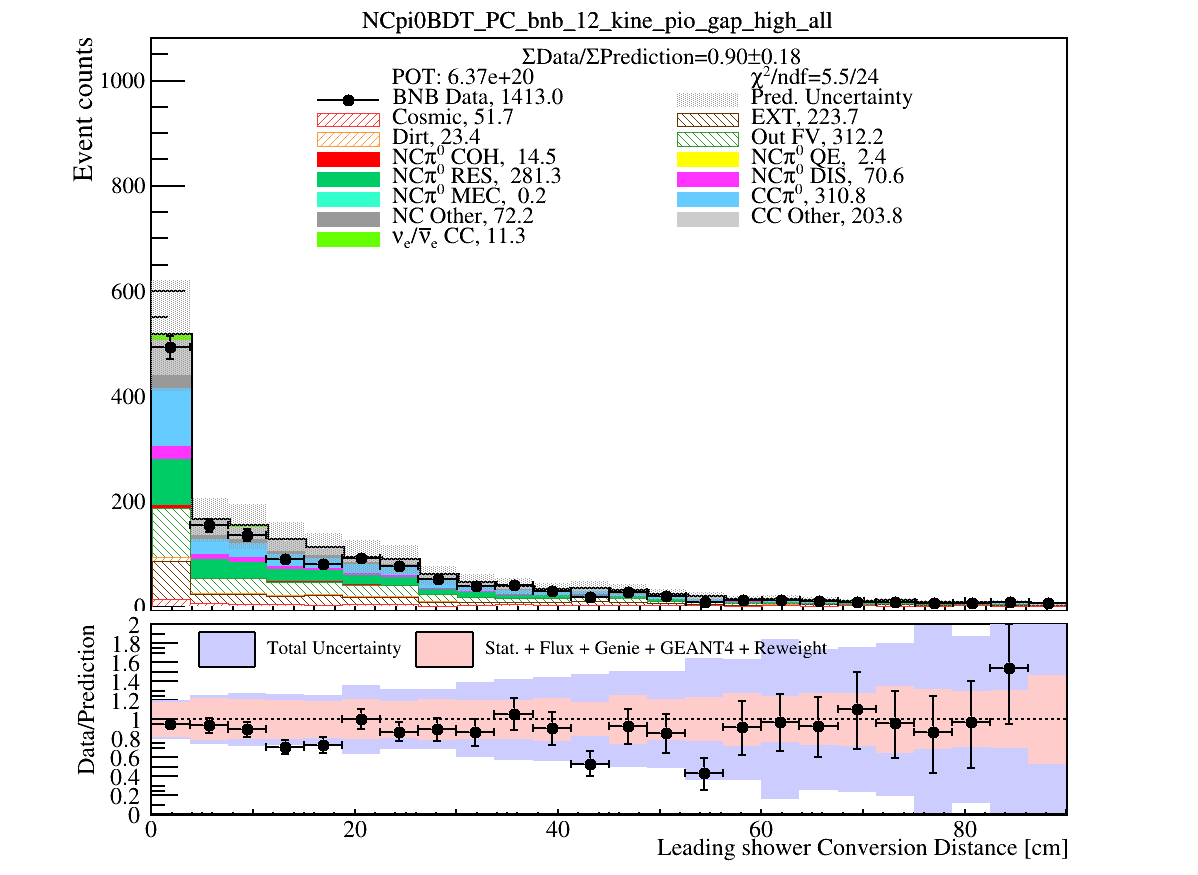 NCpi0BDT_PC_bnb_12_kine_pio_gap_high_all
ΣData/ΣPrediction=0.90±0.18
POT: 6.37e+20
χ²/ndf=5.5/24
BNB Data, 1413.0
Pred. Uncertainty
Cosmic, 51.7
EXT, 223.7
Dirt, 23.4
Out FV, 312.2
NCπ⁰ COH, 14.5
NCπ⁰ QE, 2.4
NCπ⁰ RES, 281.3
NCπ⁰ DIS, 70.6
NCπ⁰ MEC, 0.2
CCπ⁰, 310.8
NC Other, 72.2
CC Other, 203.8
νₑ/ν̅ₑ CC, 11.3
Event counts
1000
800
600
400
200
0
Total Uncertainty
Stat. + Flux + Genie + GEANT4 + Reweight
Data/Prediction
2
1.8
1.6
1.4
1.2
1
0.8
0.6
0.4
0.2
0
0 20 40 60 80
Leading shower Conversion Distance [cm]